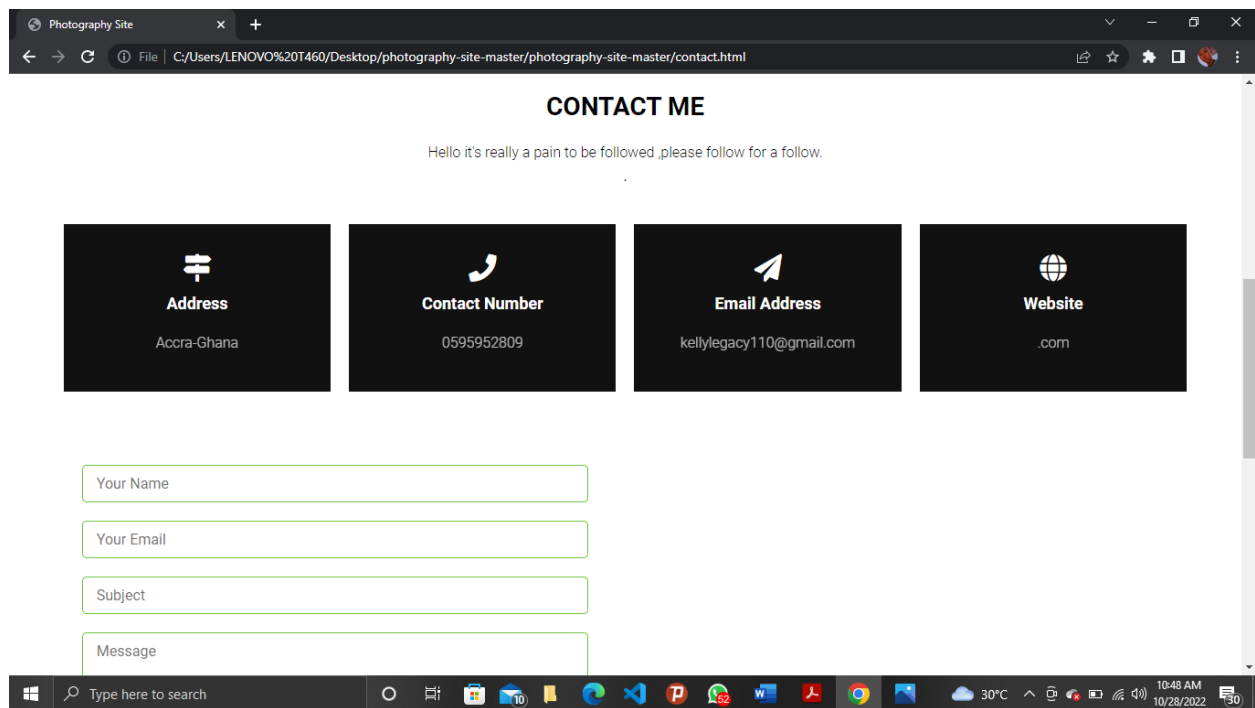 Photography Site
File | C:/Users/LENOVO%20T460/Desktop/photography-site-master/photography-site-master/contact.html
CONTACT ME
Hello it's really a pain to be followed ,please follow for a follow.
.
Address
Accra-Ghana
Contact Number
0595952809
Email Address
kellylegacy110@gmail.com
Website
.com
Your Name
Your Email
Subject
Message
Type here to search
10
52
30°C
10:48 AM
10/28/2022
30